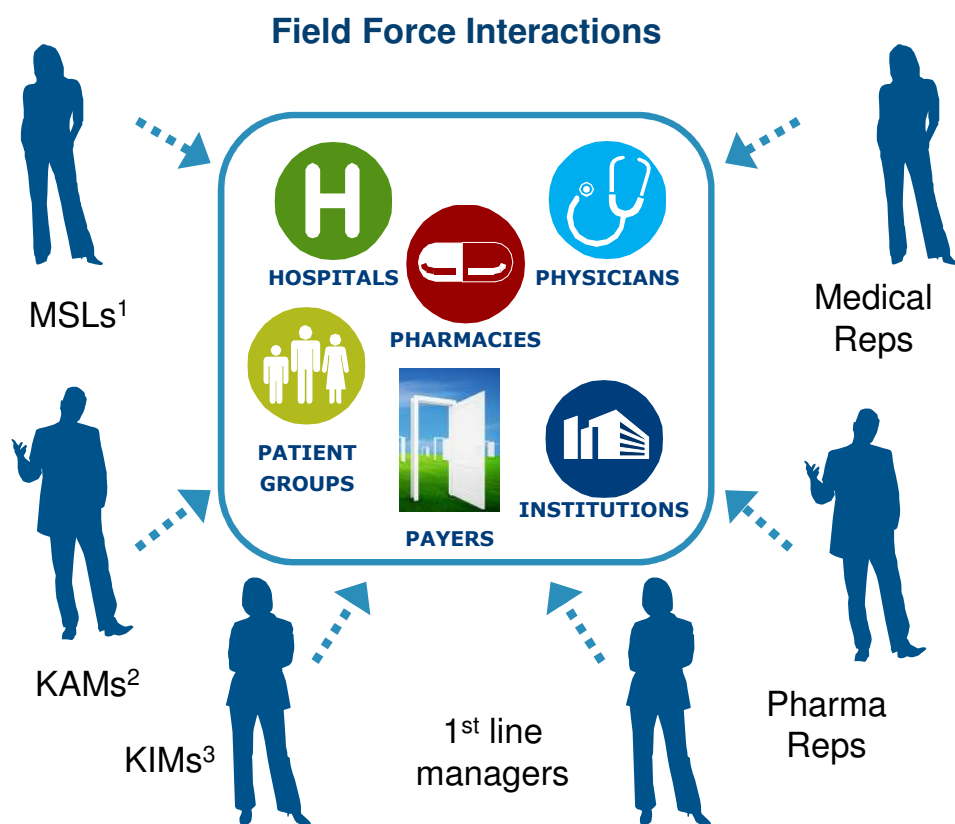 Field Force Interactions
HOSPITALS
PHYSICIANS
PHARMACIES
PATIENT
GROUPS
PAYERS
INSTITUTIONS
MSLs¹
Medical
Reps
KAMs²
Pharma
Reps
KIMs³
1st line
managers